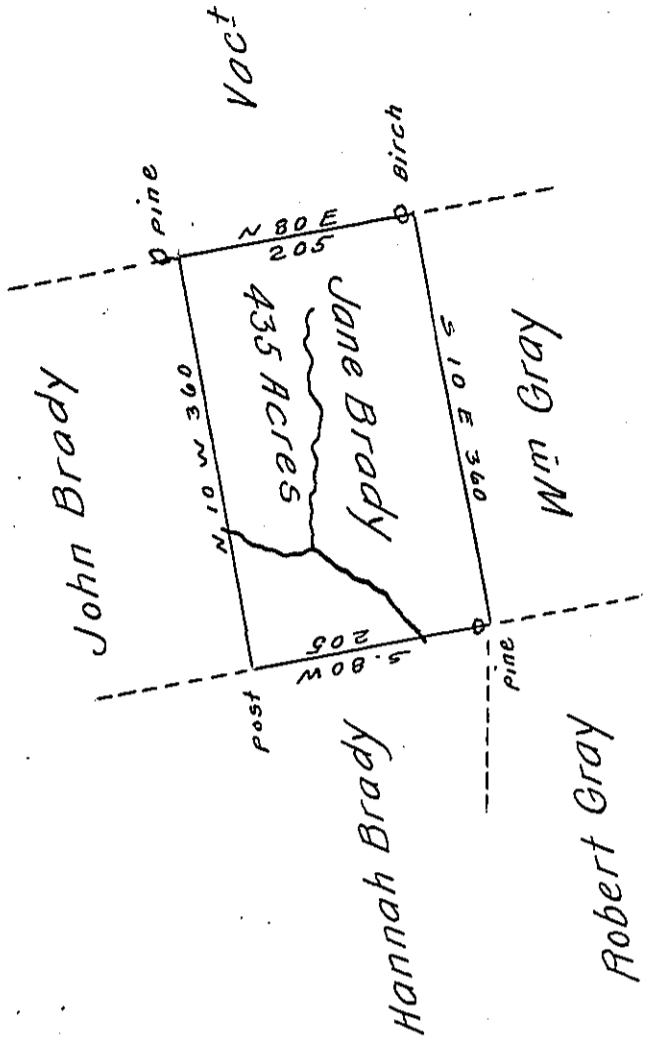 Vac^t
pine
Birch
N 80 E
205
John Brady
N 10 W 360
Jane Brady
435 Acres
S 10 E 360
W^m Gray
S. 80 W
205
post
pine
Hannah Brady
Robert Gray